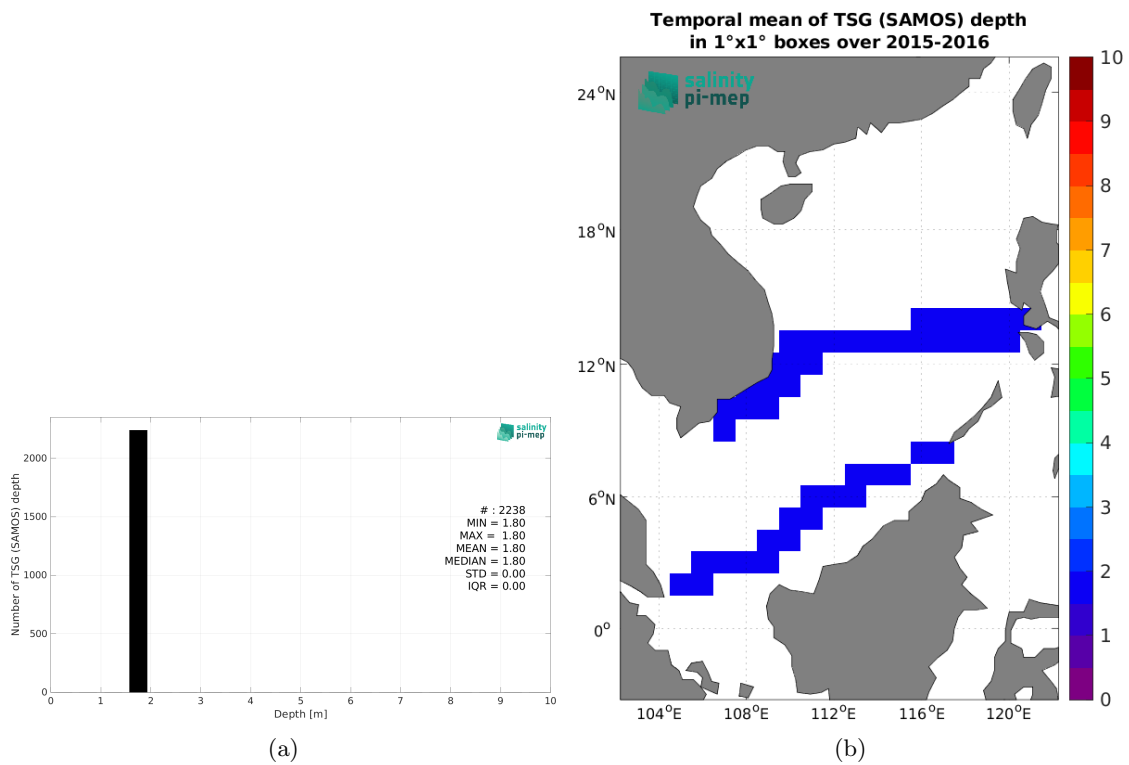 Temporal mean of TSG (SAMOS) depth
in 1°x1° boxes over 2015-2016
salinity
pi-mep
24°N
18°N
12°N
6°N
0°
104°E 108°E 112°E 116°E 120°E
10
9
8
7
6
5
4
3
2
1
0
(b)
salinity
pi-mep
Number of TSG (SAMOS) depth
2000
1500
1000
500
0
# : 2238
MIN = 1.80
MAX = 1.80
MEAN = 1.80
MEDIAN = 1.80
STD = 0.00
IQR = 0.00
0 1 2 3 4 5 6 7 8 9 10
Depth [m]
(a)